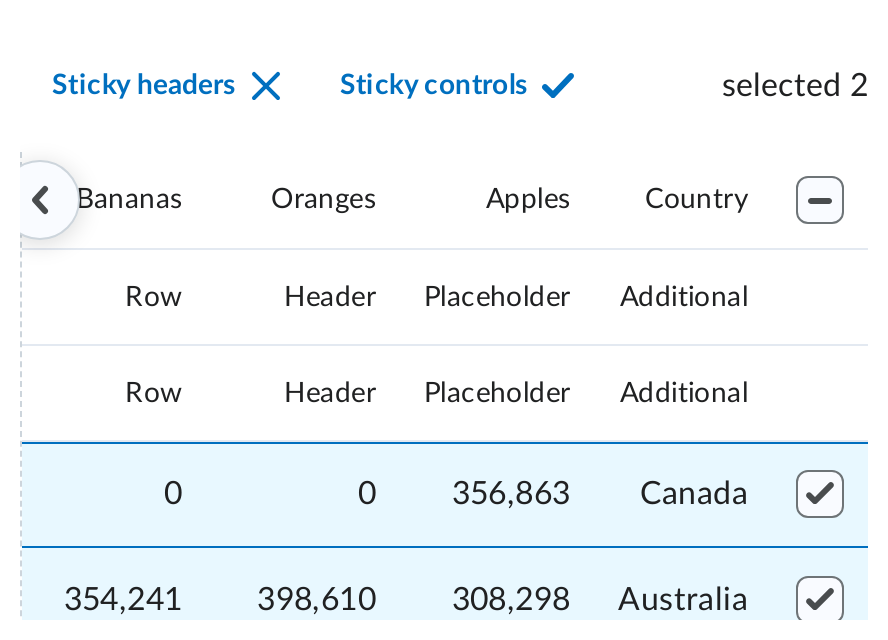 Sticky headers Sticky controls selected 2
Bananas Oranges Apples Country
Row Header Placeholder Additional
Row Header Placeholder Additional
0 0 356,863 Canada
354,241 398,610 308,298 Australia